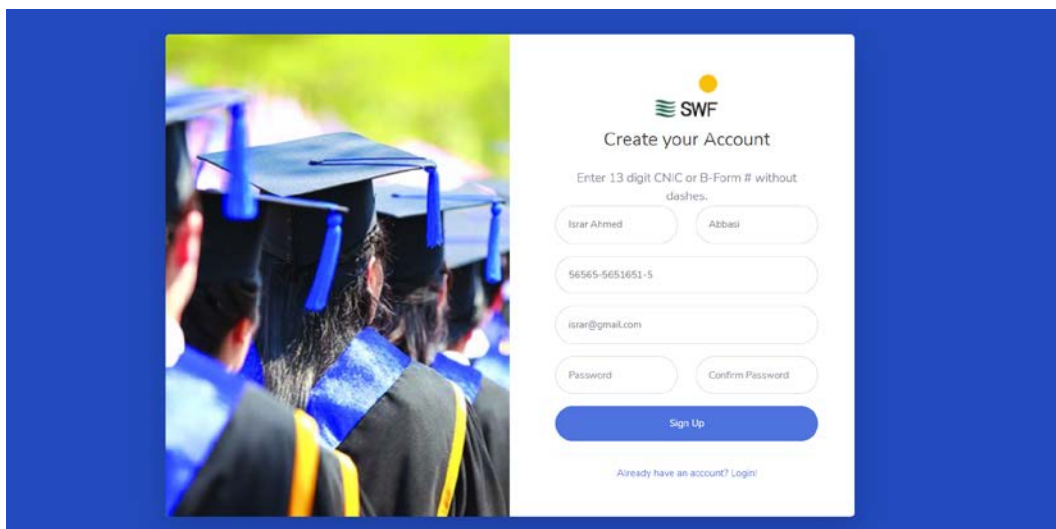 SWF
Create your Account
Enter 13 digit CNIC or B-Form # without
dashes.
Israr Ahmed
Abbasi
56565-5651651-5
israr@gmail.com
Password
Confirm Password
Sign Up
Already have an account? Login!